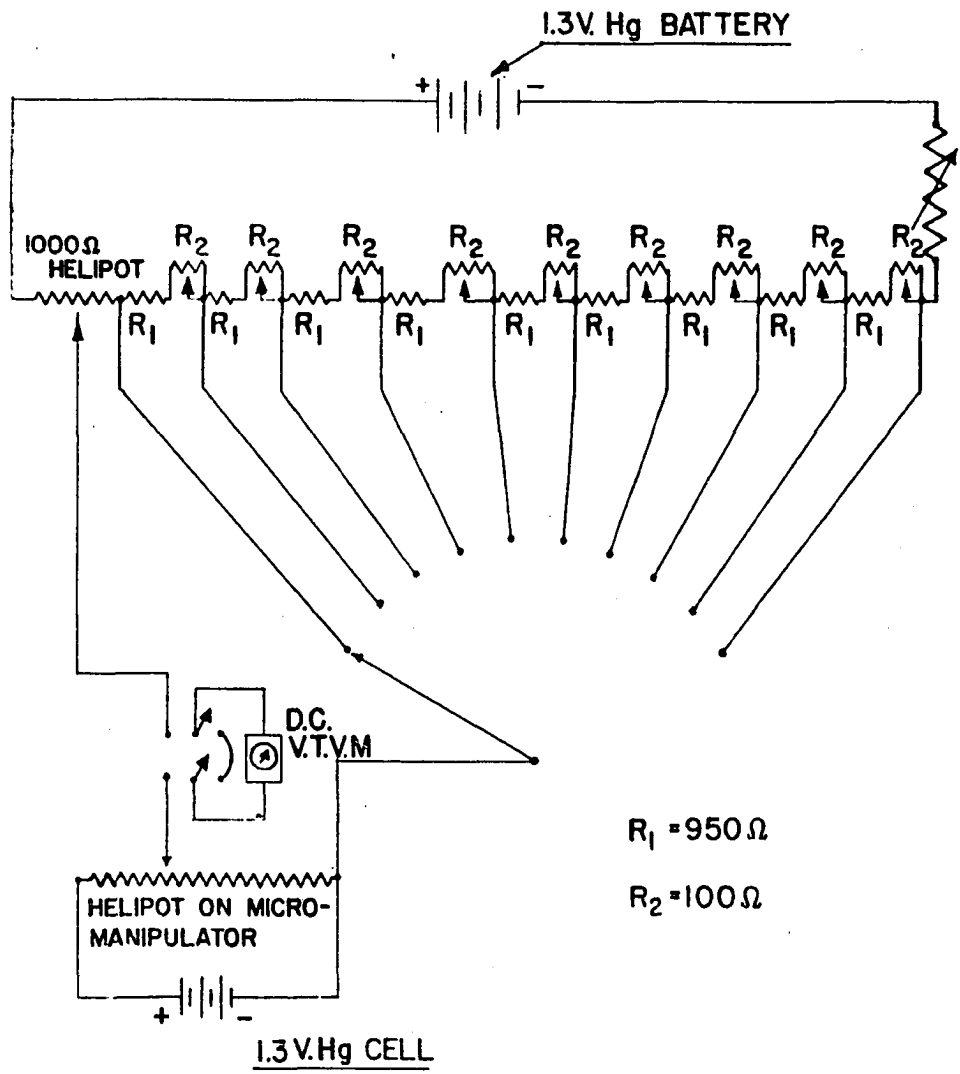 1.3V. Hg BATTERY
+ −
1000Ω
HELIPOT
R2 R2 R2 R2 R2 R2 R2 R2 R2
R1 R1 R1 R1 R1 R1 R1 R1 R1
D.C.
V.T.V.M
R1 = 950Ω
R2 = 100Ω
HELIPOT ON MICRO-
MANIPULATOR
+ −
1.3V.Hg CELL